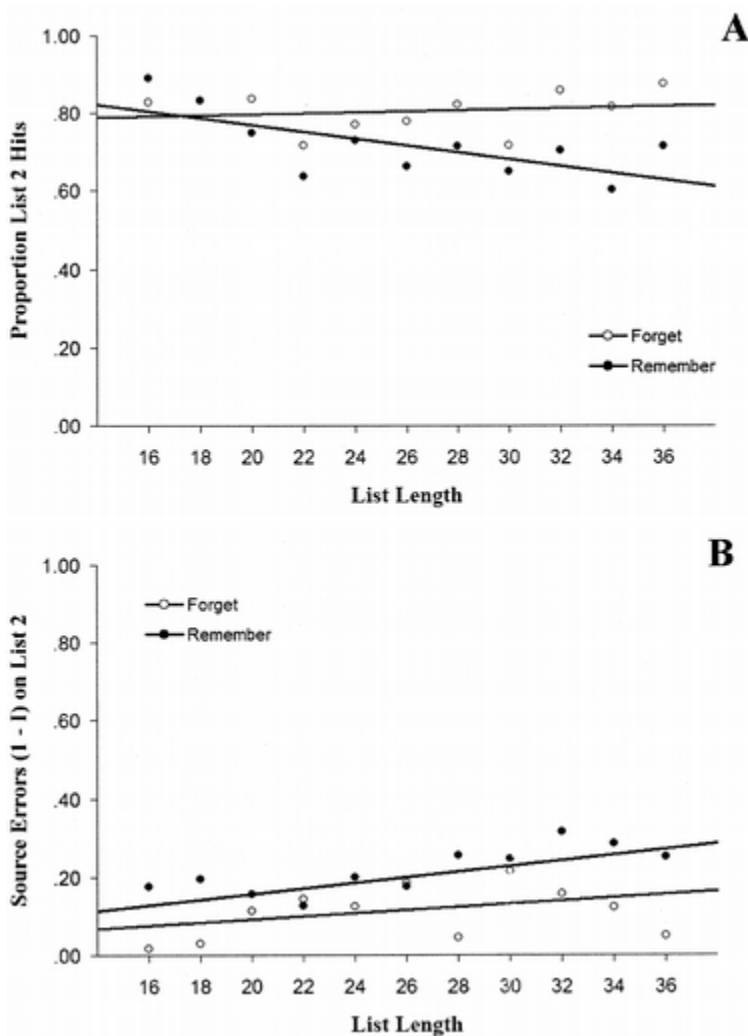 A
1.00
.80
.60
.40
.20
.00
Proportion List 2 Hits
Forget
Remember
16 18 20 22 24 26 28 30 32 34 36
List Length
B
1.00
.80
.60
.40
.20
.00
Source Errors (1 - I) on List 2
Forget
Remember
16 18 20 22 24 26 28 30 32 34 36
List Length